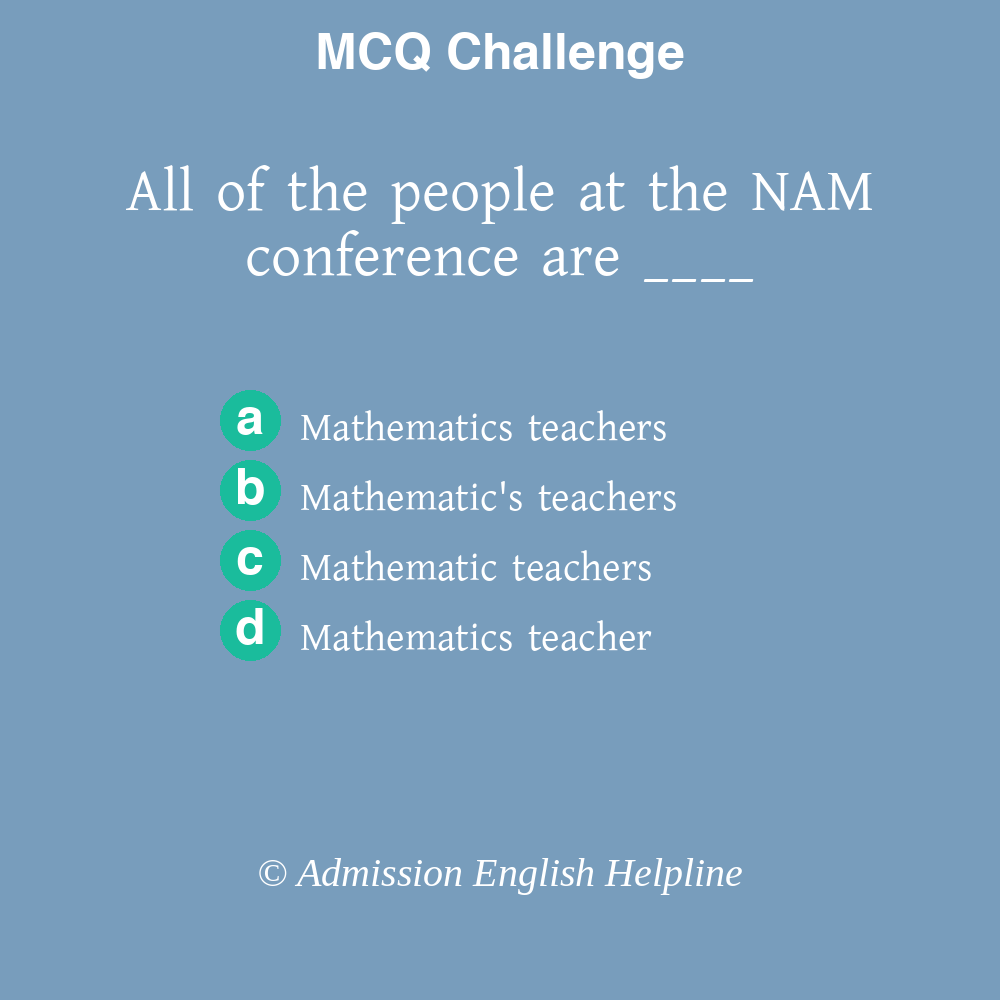 MCQ Challenge
All of the people at the NAM
conference are ____
a Mathematics teachers
b Mathematic's teachers
c Mathematic teachers
d Mathematics teacher
© Admission English Helpline